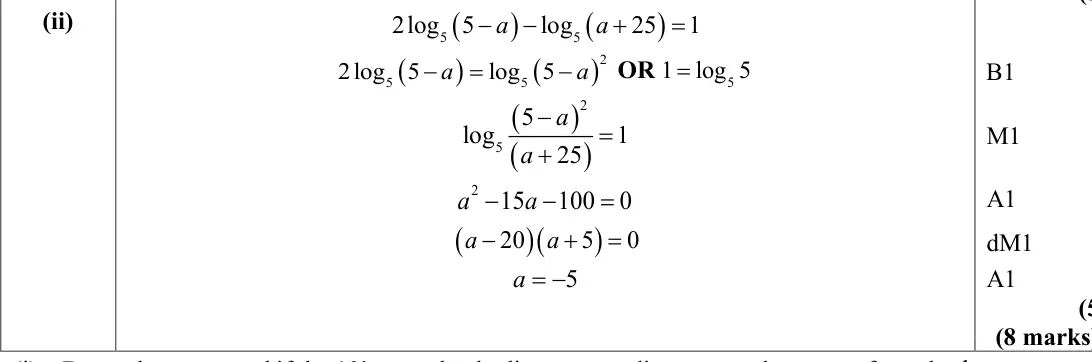 (ii) 2log₅(5−a)−log₅(a+25)=1
2log₅(5−a)=log₅(5−a)² OR 1=log₅5 B1
log₅ (5−a)²/(a+25) =1 M1
a²−15a−100=0 A1
(a−20)(a+5)=0 dM1
a=−5 A1
(5
(8 marks)